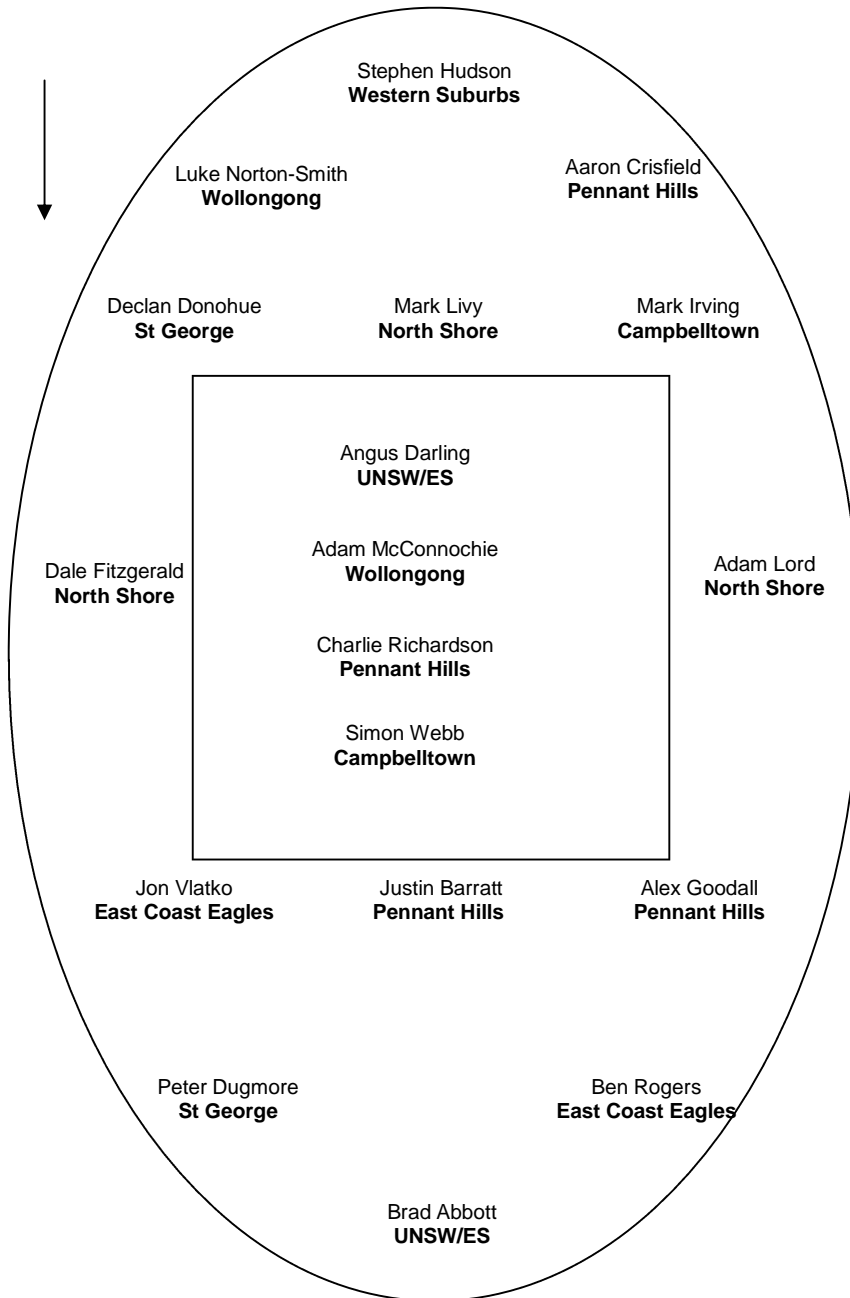 Stephen Hudson
Western Suburbs
Luke Norton-Smith
Wollongong
Aaron Crisfield
Pennant Hills
Declan Donohue
St George
Mark Livy
North Shore
Mark Irving
Campbelltown
Angus Darling
UNSW/ES
Adam McConnochie
Wollongong
Dale Fitzgerald
North Shore
Adam Lord
North Shore
Charlie Richardson
Pennant Hills
Simon Webb
Campbelltown
Jon Vlatko
East Coast Eagles
Justin Barratt
Pennant Hills
Alex Goodall
Pennant Hills
Peter Dugmore
St George
Ben Rogers
East Coast Eagles
Brad Abbott
UNSW/ES